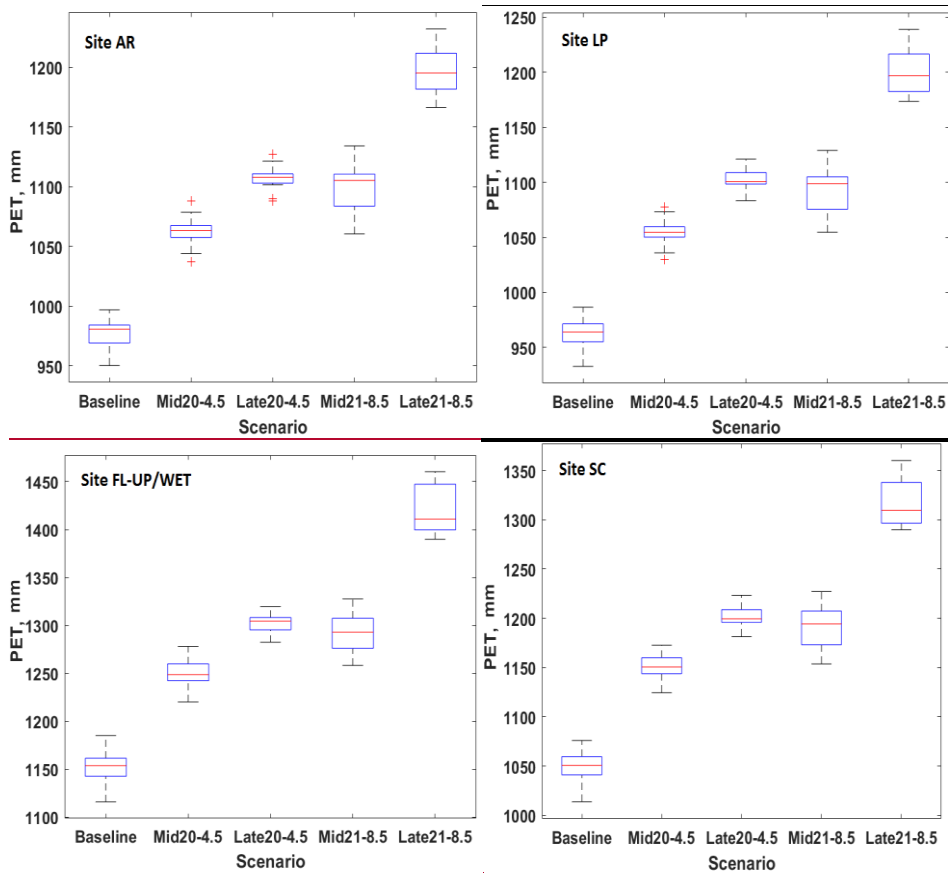 Site AR
PET, mm
1200
1150
1100
1050
1000
950
Baseline Mid20-4.5 Late20-4.5 Mid21-8.5 Late21-8.5
Scenario
Site LP
PET, mm
1250
1200
1150
1100
1050
1000
950
Baseline Mid20-4.5 Late20-4.5 Mid21-8.5 Late21-8.5
Scenario
Site FL-UP/WET
PET, mm
1450
1400
1350
1300
1250
1200
1150
1100
Baseline Mid20-4.5 Late20-4.5 Mid21-8.5 Late21-8.5
Scenario
Site SC
PET, mm
1350
1300
1250
1200
1150
1100
1050
1000
Baseline Mid20-4.5 Late20-4.5 Mid21-8.5 Late21-8.5
Scenario